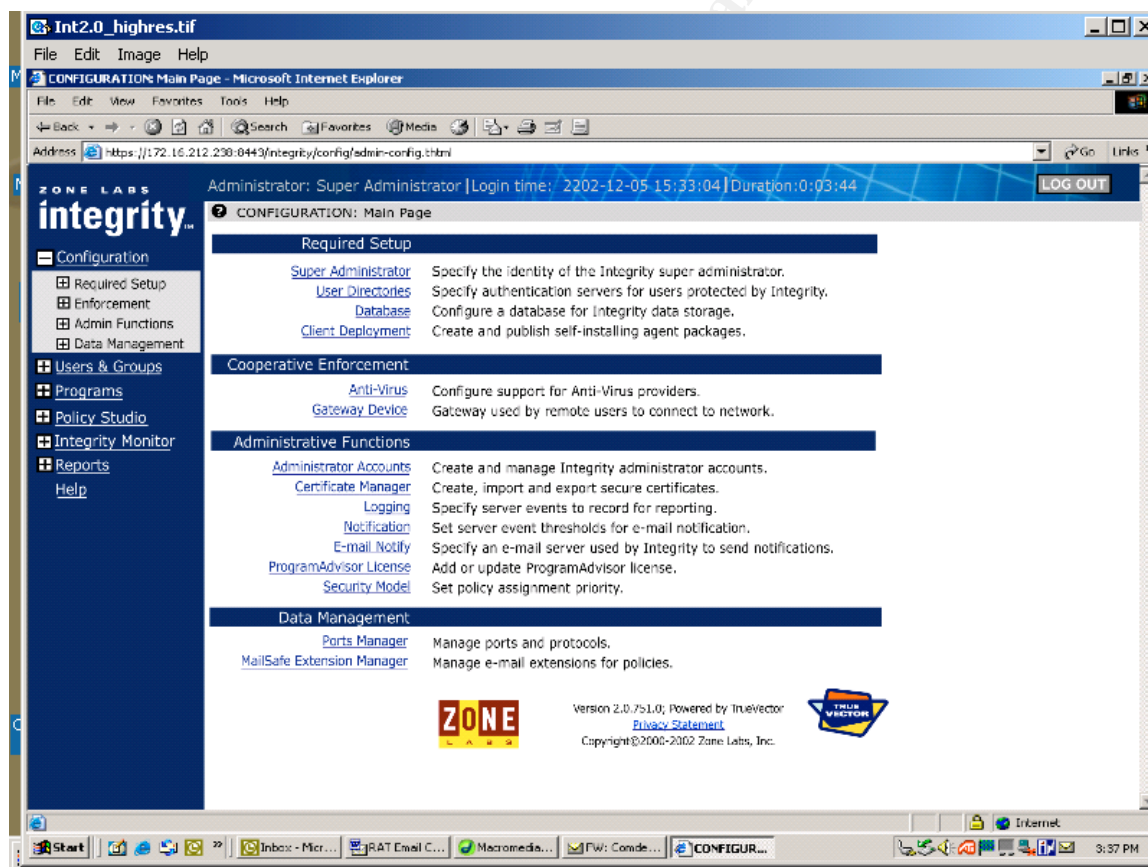 Int2.0_highres.tif
File Edit Image Help
CONFIGURATION: Main Page - Microsoft Internet Explorer
File Edit View Favorites Tools Help
Back Search Favorites Media
Address https://172.16.212.238:8443/integrity/config/admin-config.thtml Go Links
ZONE LABS
integrity™
Administrator: Super Administrator |Login time: 2202-12-05 15:33:04|Duration:0:03:44 LOG OUT
CONFIGURATION: Main Page
Configuration
Required Setup
Enforcement
Admin Functions
Data Management
Users & Groups
Programs
Policy Studio
Integrity Monitor
Reports
Help
Required Setup
Super Administrator Specify the identity of the Integrity super administrator.
User Directories Specify authentication servers for users protected by Integrity.
Database Configure a database for Integrity data storage.
Client Deployment Create and publish self-installing agent packages.
Cooperative Enforcement
Anti-Virus Configure support for Anti-Virus providers.
Gateway Device Gateway used by remote users to connect to network.
Administrative Functions
Administrator Accounts Create and manage Integrity administrator accounts.
Certificate Manager Create, import and export secure certificates.
Logging Specify server events to record for reporting.
Notification Set server event thresholds for e-mail notification.
E-mail Notify Specify an e-mail server used by Integrity to send notifications.
ProgramAdvisor License Add or update ProgramAdvisor license.
Security Model Set policy assignment priority.
Data Management
Ports Manager Manage ports and protocols.
MailSafe Extension Manager Manage e-mail extensions for policies.
ZONE
LABS
Version 2.0.751.0; Powered by TrueVector
Privacy Statement
Copyright©2000-2002 Zone Labs, Inc.
TRUE
VECTOR
Internet
Start Inbox - Micr... RAT Email C... Macromedia... FW: Comde... CONFIGUR... 3:37 PM